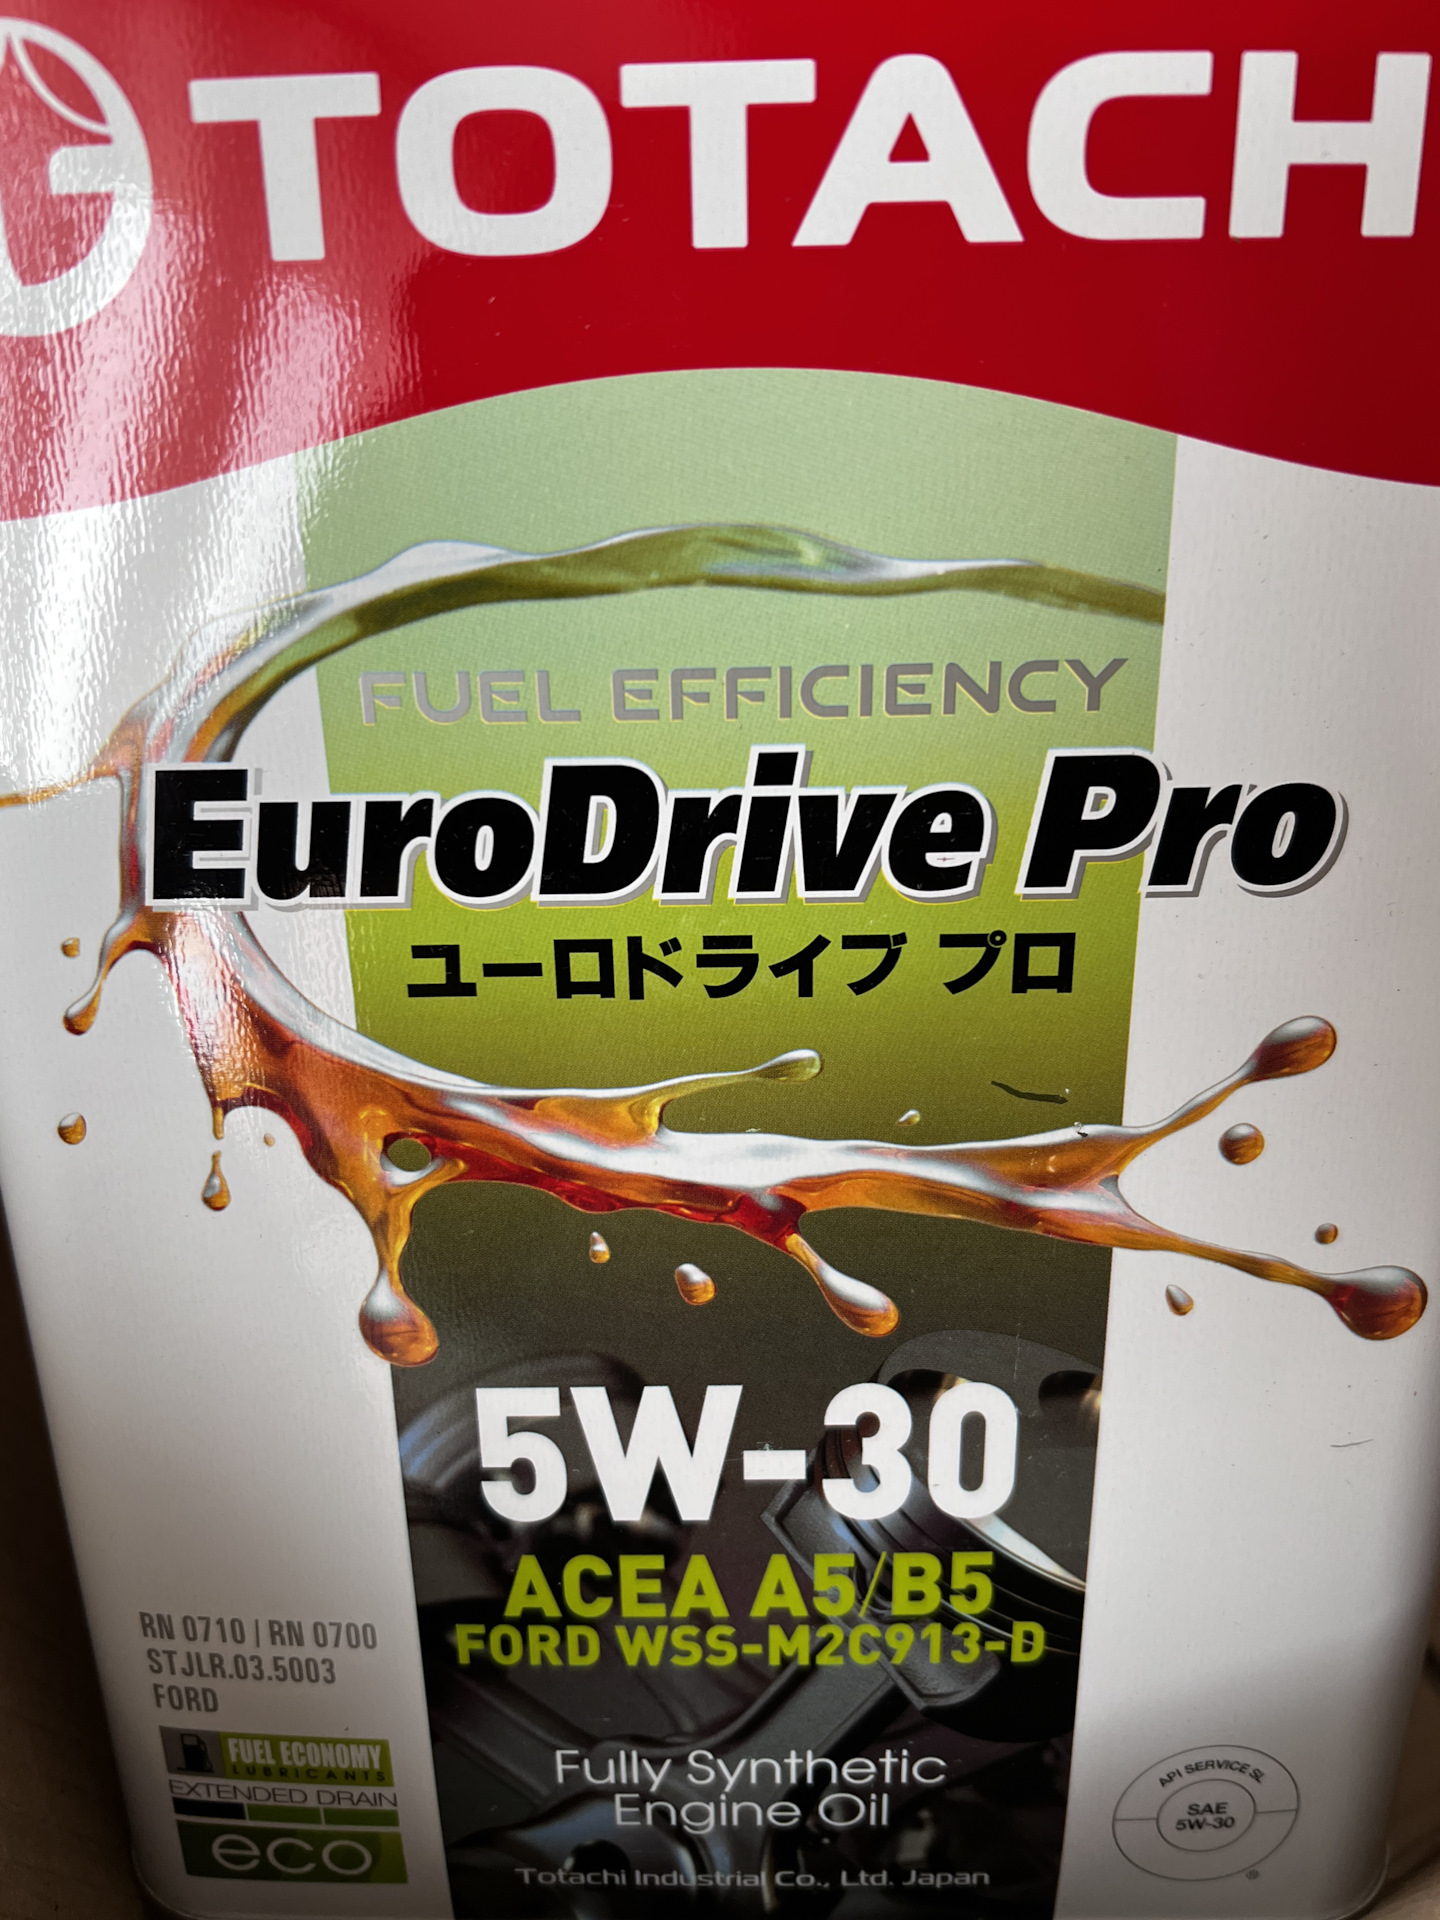 TOTACH
FUEL EFFICIENCY
EuroDrive Pro
ユーロドライブ プロ
5W-30
ACEA A5/B5
FORD WSS-M2C913-D
RN 0710 | RN 0700
STJLR.03.5003
FORD
FUEL ECONOMY
LUBRICANTS
EXTENDED DRAIN
eco
Fully Synthetic
Engine Oil
Totachi Industrial Co., Ltd. Japan
API SERVICE SL
SAE
5W-30
®